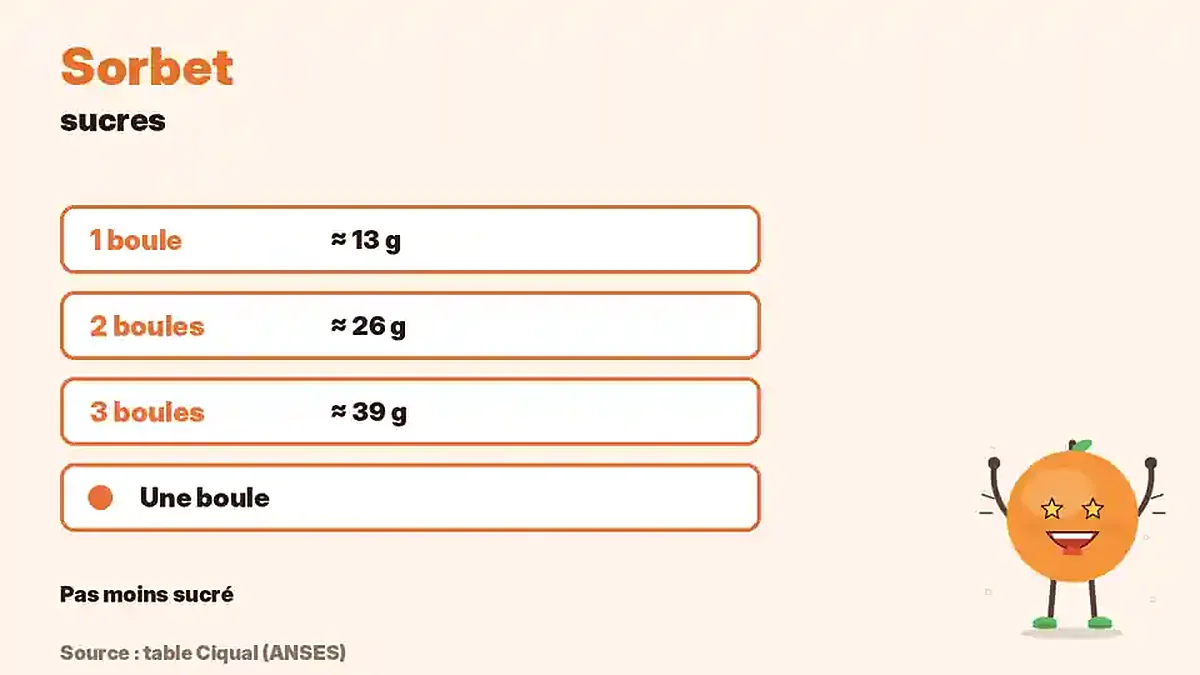 Sorbet
sucres
1 boule ≈ 13 g
2 boules ≈ 26 g
3 boules ≈ 39 g
Une boule
Pas moins sucré
Source : table Ciqual (ANSES)